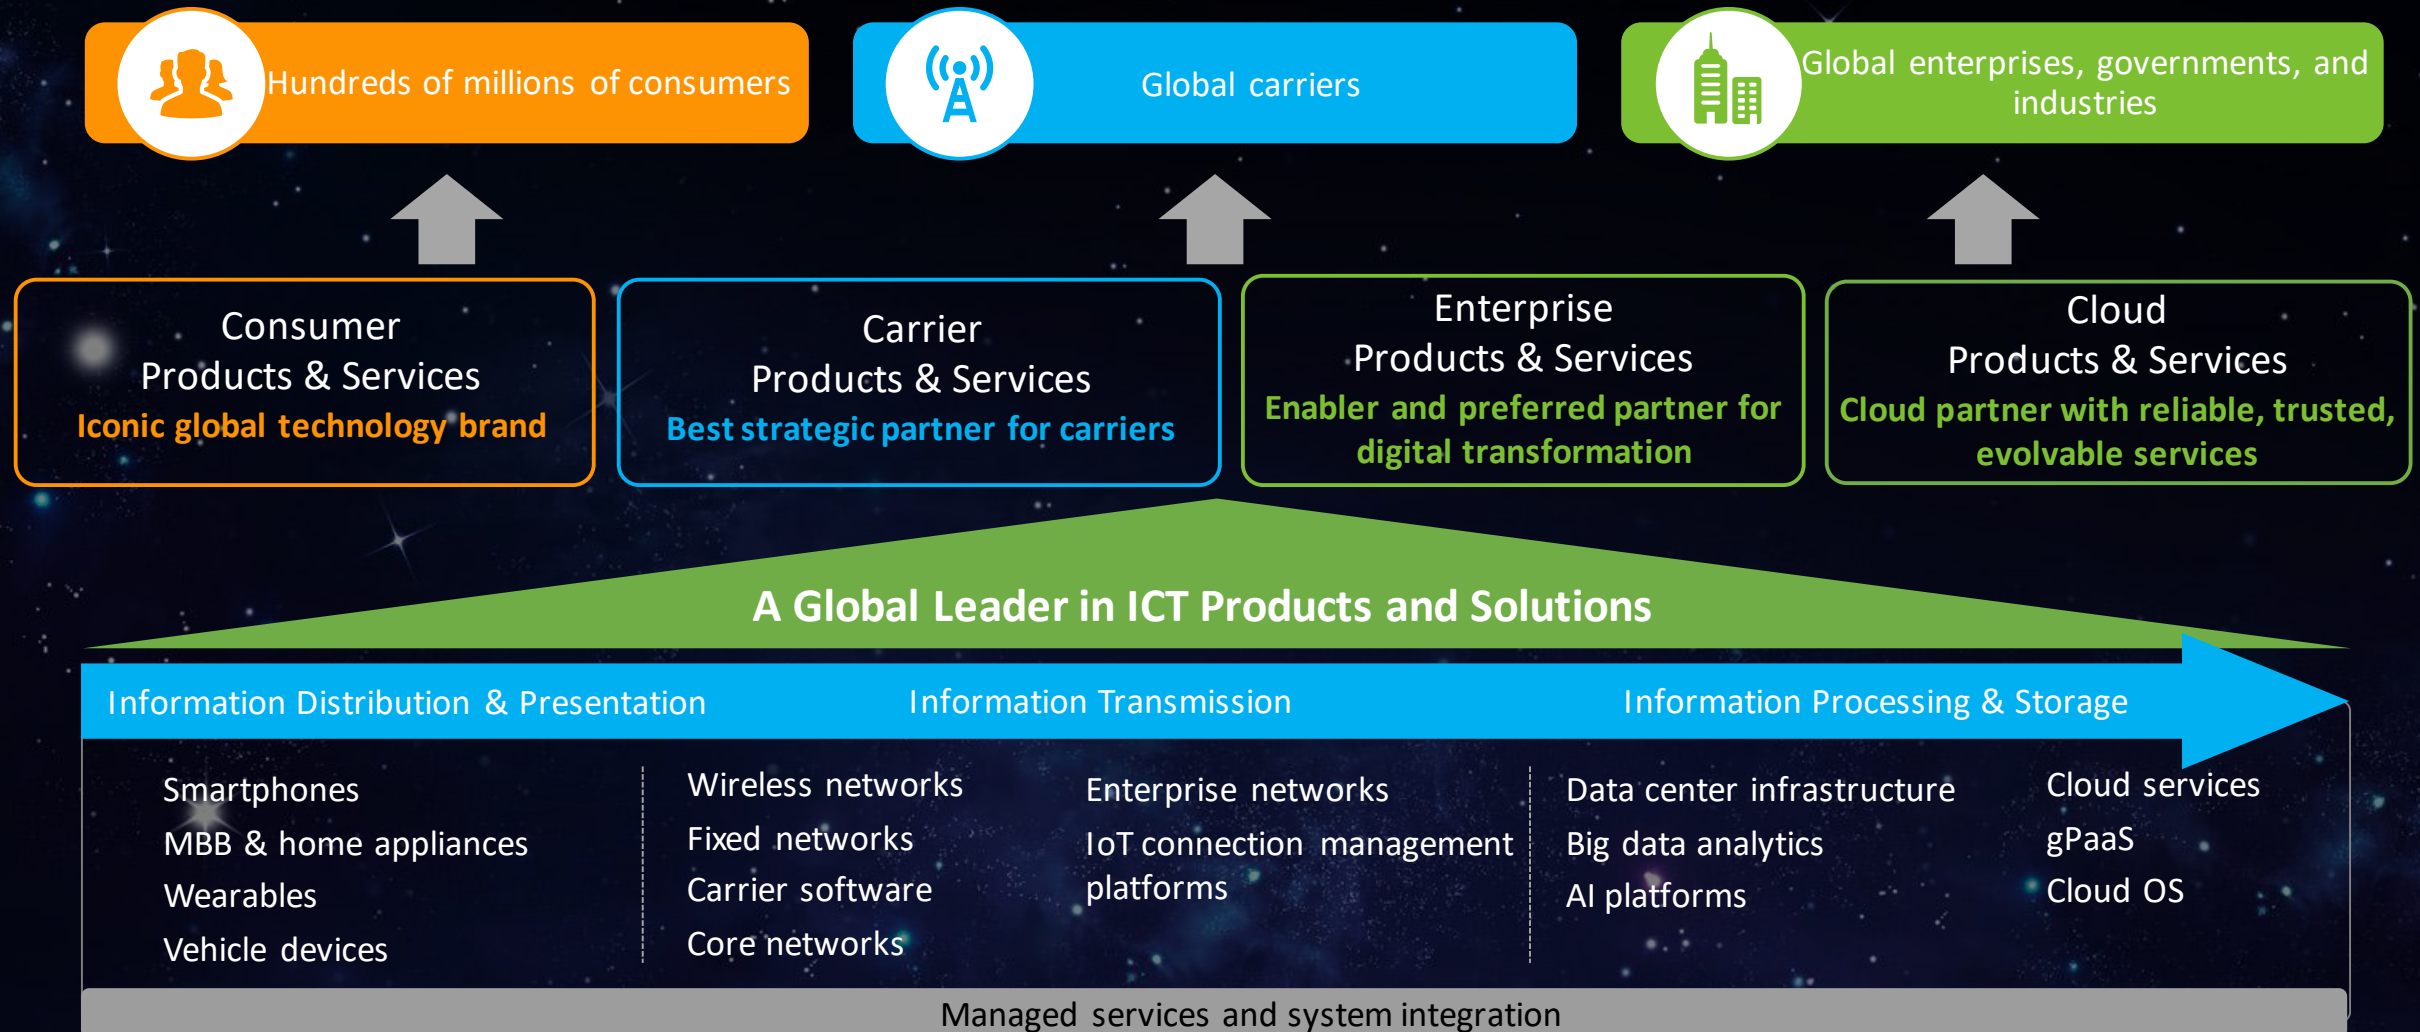 Hundreds of millions of consumers
Global carriers
Global enterprises, governments, and
industries
Consumer
Products & Services
Iconic global technology brand
Carrier
Products & Services
Best strategic partner for carriers
Enterprise
Products & Services
Enabler and preferred partner for
digital transformation
Cloud
Products & Services
Cloud partner with reliable, trusted,
evolvable services
A Global Leader in ICT Products and Solutions
Information Distribution & Presentation
Information Transmission
Information Processing & Storage
Smartphones
MBB & home appliances
Wearables
Vehicle devices
Wireless networks
Fixed networks
Carrier software
Core networks
Enterprise networks
IoT connection management
platforms
Data center infrastructure
Big data analytics
AI platforms
Cloud services
gPaaS
Cloud OS
Managed services and system integration